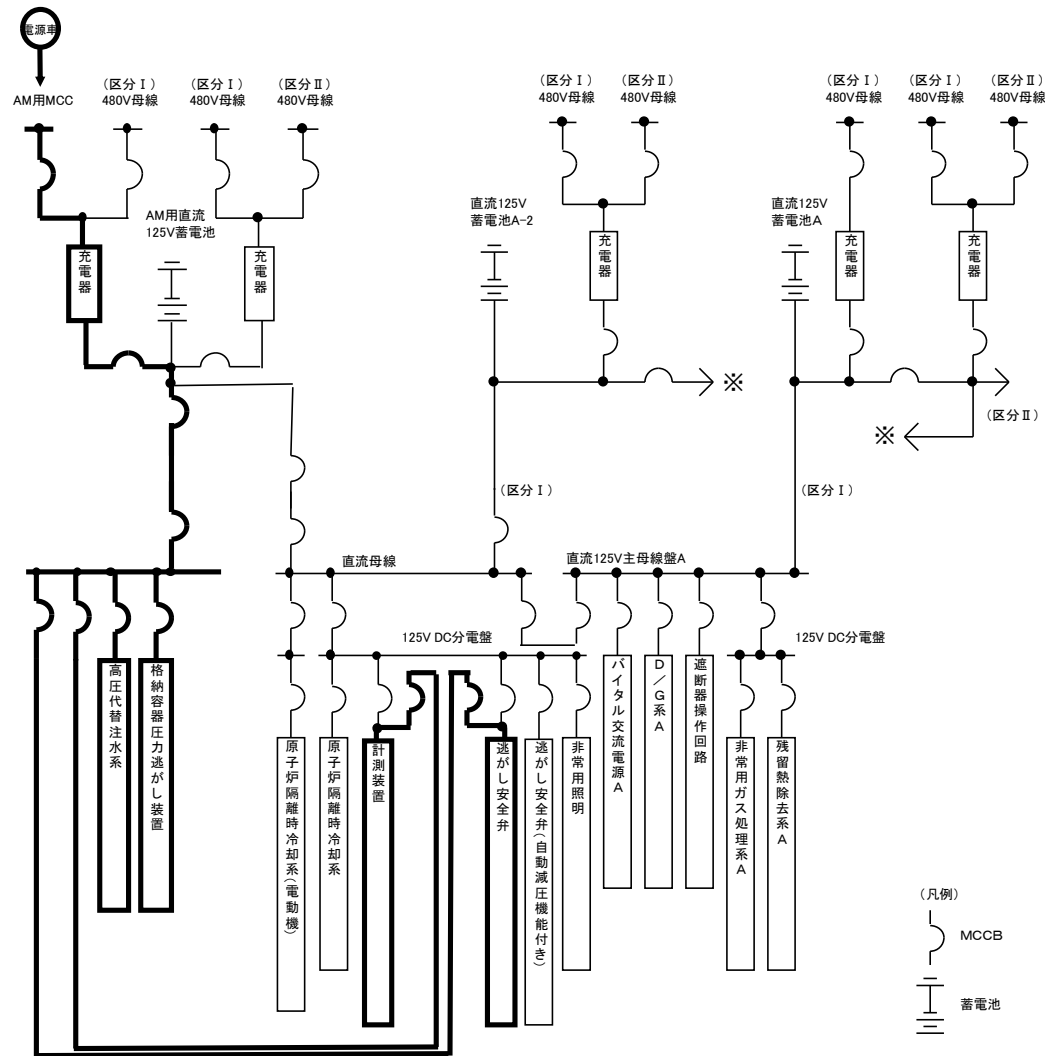 電源車
AM用MCC
(区分Ⅰ)
480V母線
(区分Ⅰ)
480V母線
(区分Ⅱ)
480V母線
(区分Ⅰ)
480V母線
(区分Ⅱ)
480V母線
(区分Ⅰ)
480V母線
(区分Ⅰ)
480V母線
(区分Ⅱ)
480V母線
AM用直流
125V蓄電池
直流125V
蓄電池A-2
直流125V
蓄電池A
充電器
充電器
充電器
充電器
充電器
※
(区分Ⅱ)
※
(区分Ⅰ)
(区分Ⅰ)
直流母線
直流125V主母線盤A
125V DC分電盤
125V DC分電盤
高圧代替注水系
格納容器圧力逃がし装置
原子炉隔離時冷却系(電動機)
原子炉隔離時冷却系
計測装置
逃がし安全弁
逃がし安全弁(自動減圧機能付き)
非常用照明
バイタル交流電源A
D/G系A
遮断器操作回路
非常用ガス処理系A
残留熱除去系A
(凡例)
MCCB
蓄電池